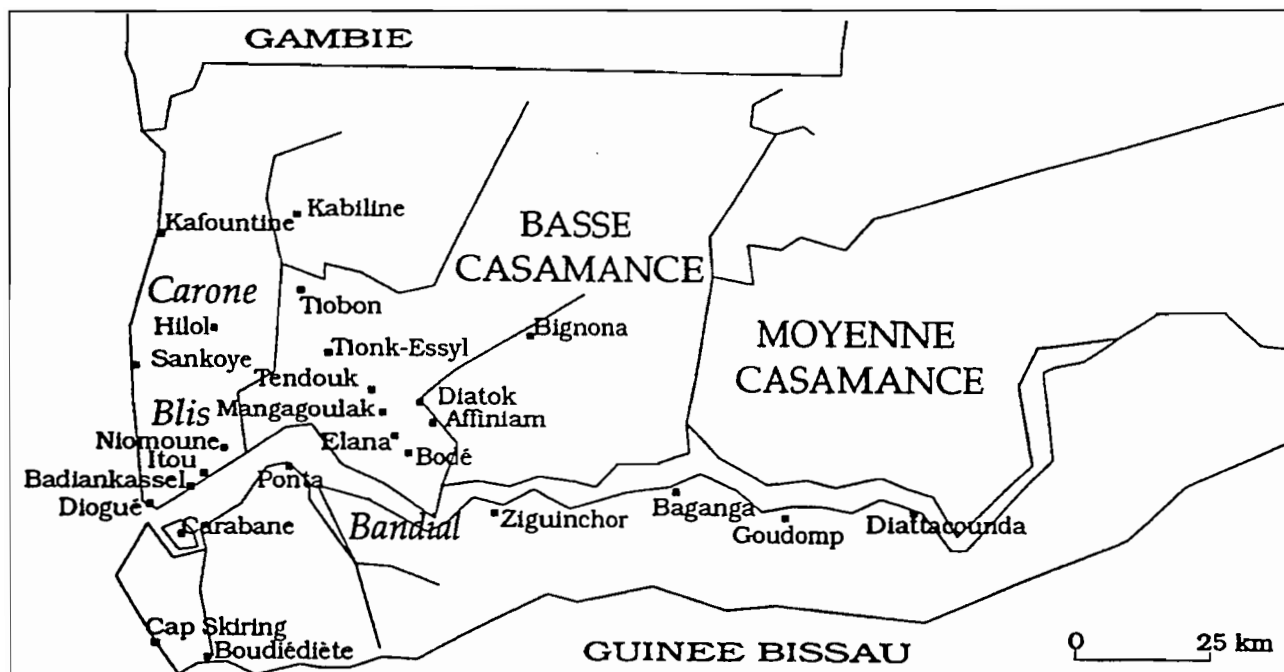 GAMBIE
Kabiline
Kafountine
BASSE
CASAMANCE
Carone
Tiobon
Hilol
Bignona
MOYENNE
CASAMANCE
Tionk-Essyl
Sankoye
Tendouk
Diatok
Blis
Mangagoulak
Affiniam
Niomoune
Elana
Bodé
Itou
Badiankassel
Ponta
Diogué
Carabane
Bandial
Ziguinchor
Baganga
Goudomp
Diattacounda
Cap Skiring
Boudiédiète
GUINEE BISSAU
0 25 km